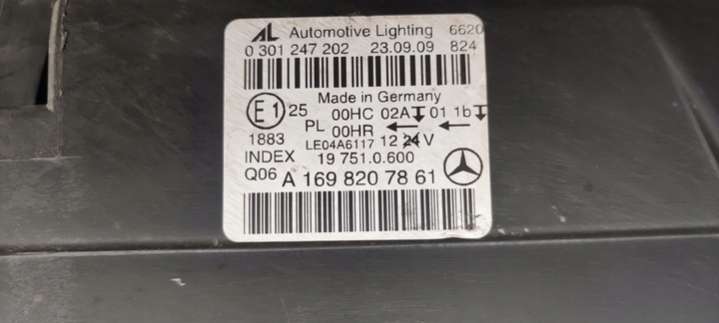 AL Automotive Lighting 6620
0 301 247 202 23.09.09 824
Made in Germany
E1 25 00HC 02A 01 1b
PL 00HR ← ←
1883 LE04A6117 12 24 V
INDEX 19 751.0.600
Q06 A 169 820 78 61